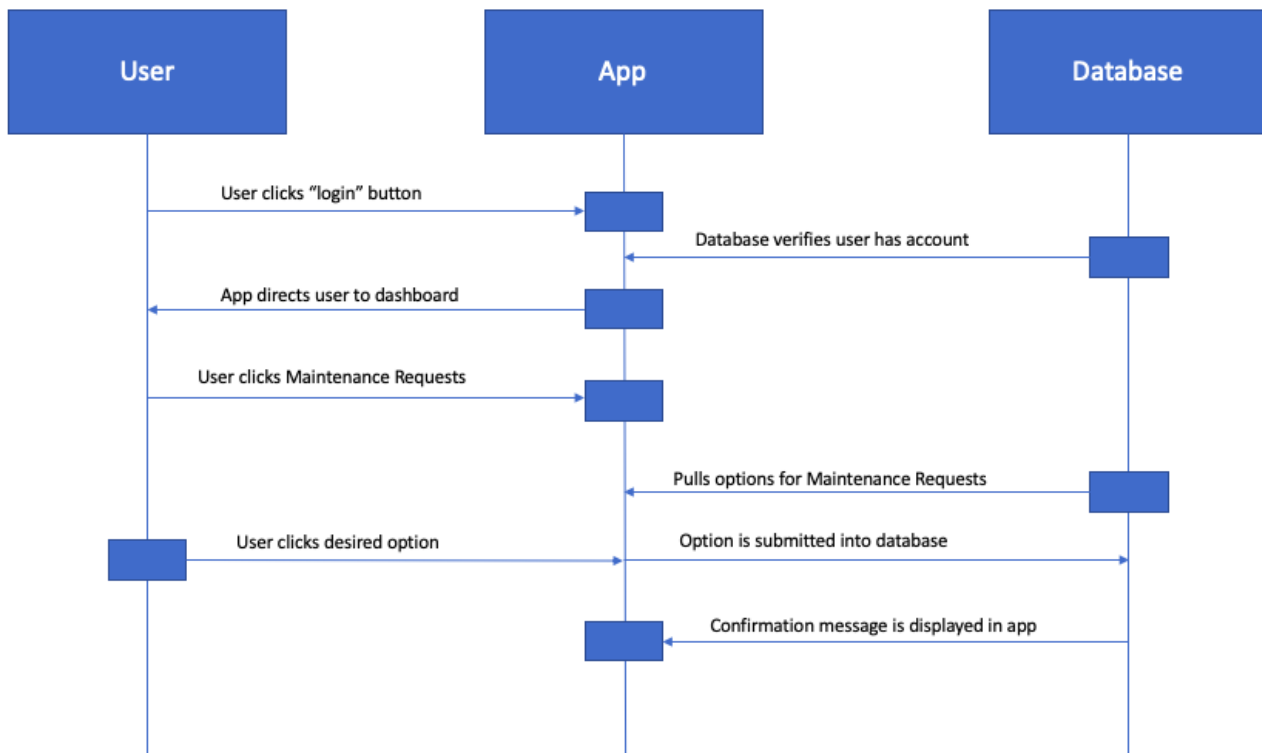 User
App
Database
User clicks “login” button
Database verifies user has account
App directs user to dashboard
User clicks Maintenance Requests
Pulls options for Maintenance Requests
User clicks desired option
Option is submitted into database
Confirmation message is displayed in app